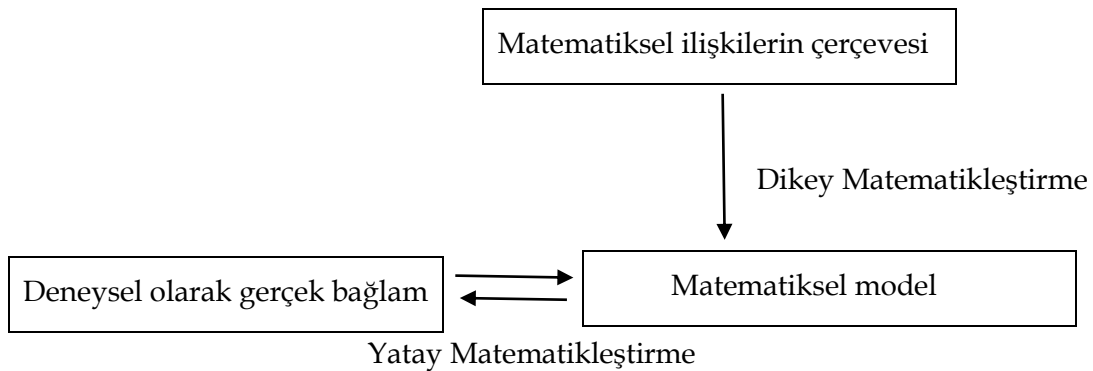 Matematiksel ilişkilerin çerçevesi
Dikey Matematikleştirme
Deneysel olarak gerçek bağlam
Matematiksel model
Yatay Matematikleştirme